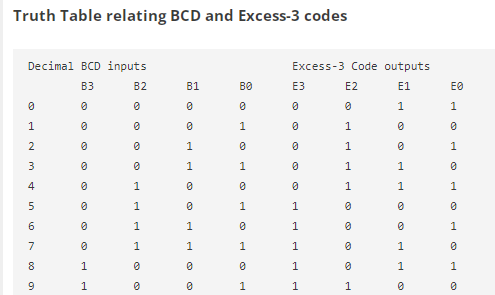 Truth Table relating BCD and Excess-3 codes
Decimal BCD inputs Excess-3 Code outputs
B3 B2 B1 B0 E3 E2 E1 E0
0 0 0 0 0 0 0 1 1
1 0 0 0 1 0 1 0 0
2 0 0 1 0 0 1 0 1
3 0 0 1 1 0 1 1 0
4 0 1 0 0 0 1 1 1
5 0 1 0 1 1 0 0 0
6 0 1 1 0 1 0 0 1
7 0 1 1 1 1 0 1 0
8 1 0 0 0 1 0 1 1
9 1 0 0 1 1 1 0 0